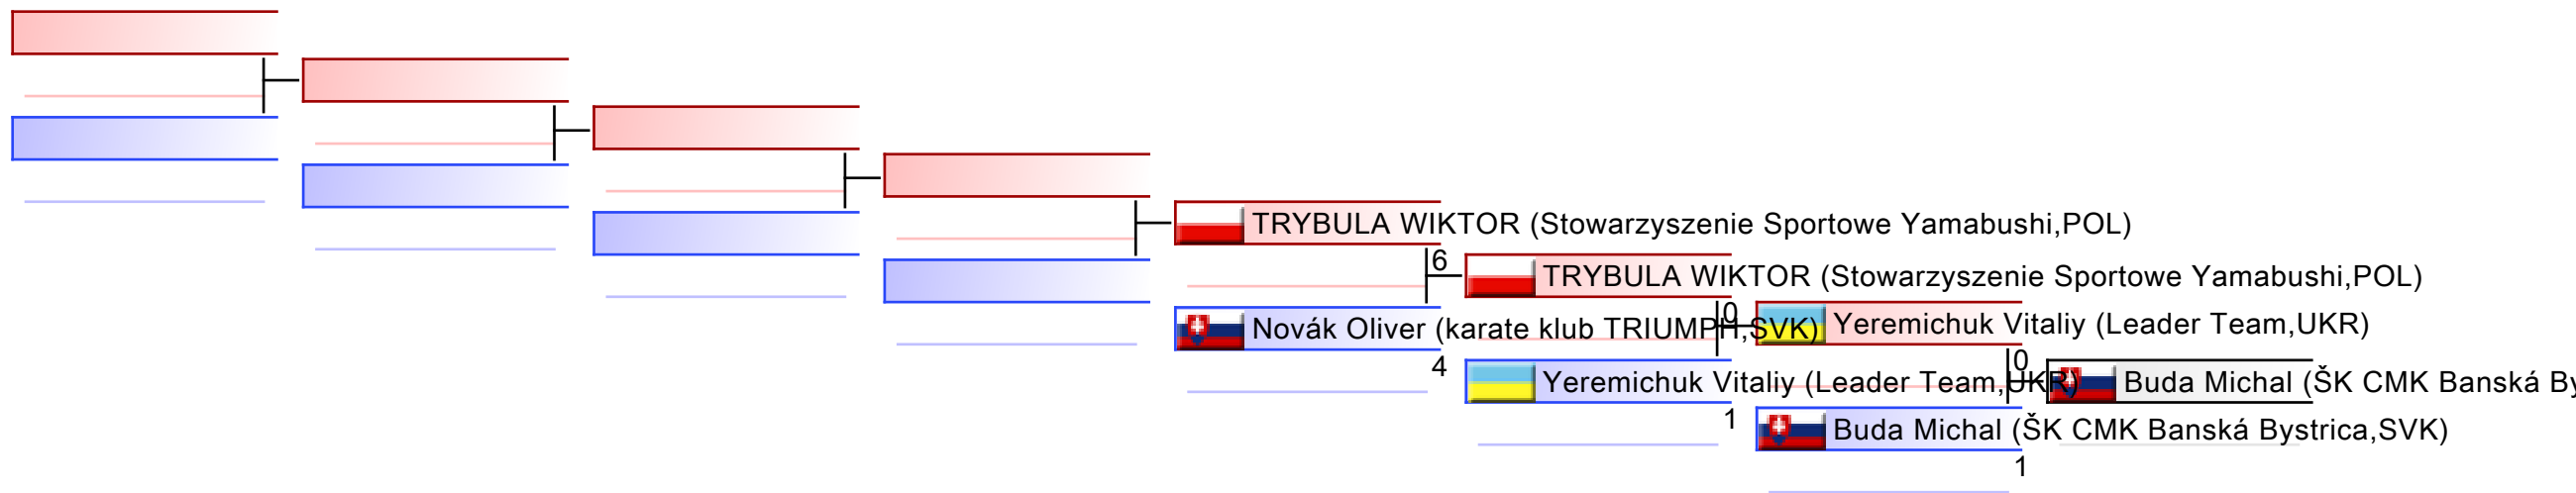 TRYBULA WIKTOR (Stowarzyszenie Sportowe Yamabushi,POL)
6
TRYBULA WIKTOR (Stowarzyszenie Sportowe Yamabushi,POL)
0
Novák Oliver (karate klub TRIUMPH,SVK)
Yeremichuk Vitaliy (Leader Team,UKR)
4
0
Yeremichuk Vitaliy (Leader Team,UKR)
Buda Michal (ŠK CMK Banská By
1
Buda Michal (ŠK CMK Banská Bystrica,SVK)
1